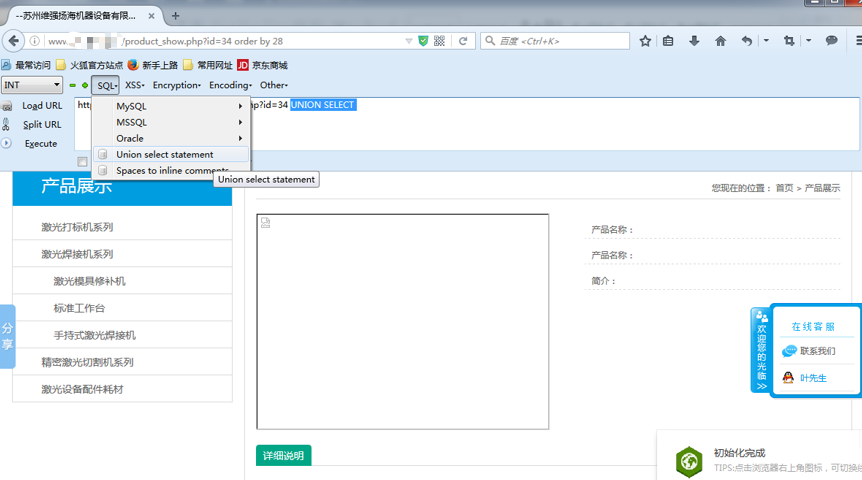 --苏州维强扬海机器设备有限...
www. /product_show.php?id=34 order by 28
百度 <Ctrl+K>
最常访问 火狐官方站点 新手上路 常用网址 JD 京东商城
INT SQL XSS Encryption Encoding Other
Load URL
Split URL
Execute
htt
p?id=34 UNION SELECT
MySQL
MSSQL
Oracle
Union select statement
Spaces to inline comments
Union select statement
产品展示
您现在的位置： 首页 > 产品展示
激光打标机系列
激光焊接机系列
激光模具修补机
标准工作台
手持式激光焊接机
精密激光切割机系列
激光设备配件耗材
产品名称：
产品名称：
简介：
分享
欢迎您的光临 >>
在线客服
联系我们
叶先生
详细说明
初始化完成
TIPS:点击浏览器右上角图标，可切换